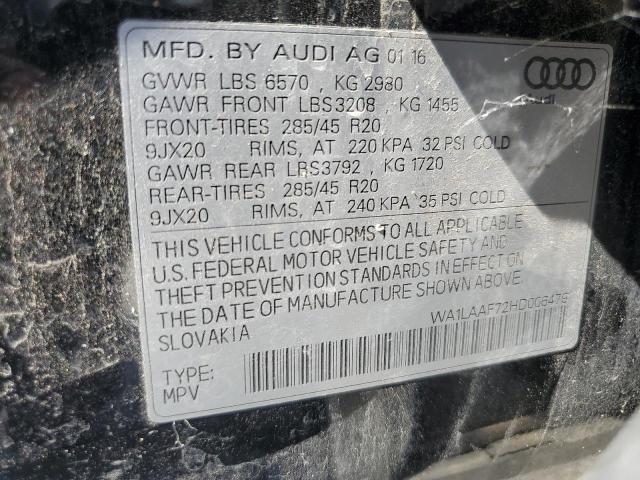 MFD. BY AUDI AG 01 16
GVWR LBS 6570 , KG 2980
GAWR FRONT LBS3208 , KG 1455
FRONT-TIRES 285/45 R20
9JX20 RIMS, AT 220 KPA 32 PSI COLD
GAWR REAR LBS3792 , KG 1720
REAR-TIRES 285/45 R20
9JX20 RIMS, AT 240 KPA 35 PSI COLD
THIS VEHICLE CONFORMS TO ALL APPLICABLE
U.S. FEDERAL MOTOR VEHICLE SAFETY AND
THEFT PREVENTION STANDARDS IN EFFECT ON
THE DATE OF MANUFACTURE SHOWN ABOVE.
SLOVAKIA
TYPE:
MPV
Audi